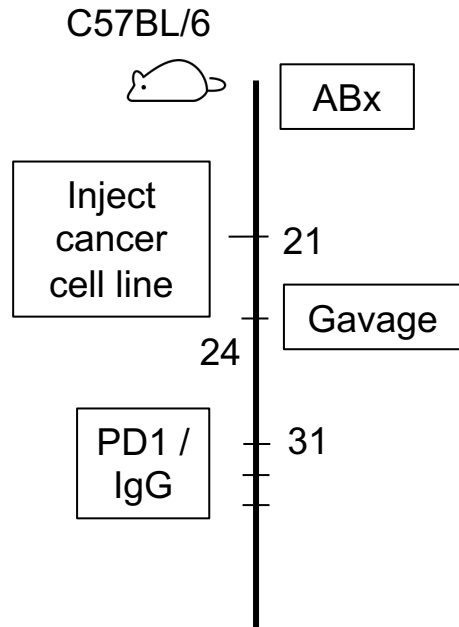 C57BL/6
ABx
Inject
cancer
cell line
21
Gavage
24
PD1 /
IgG
31